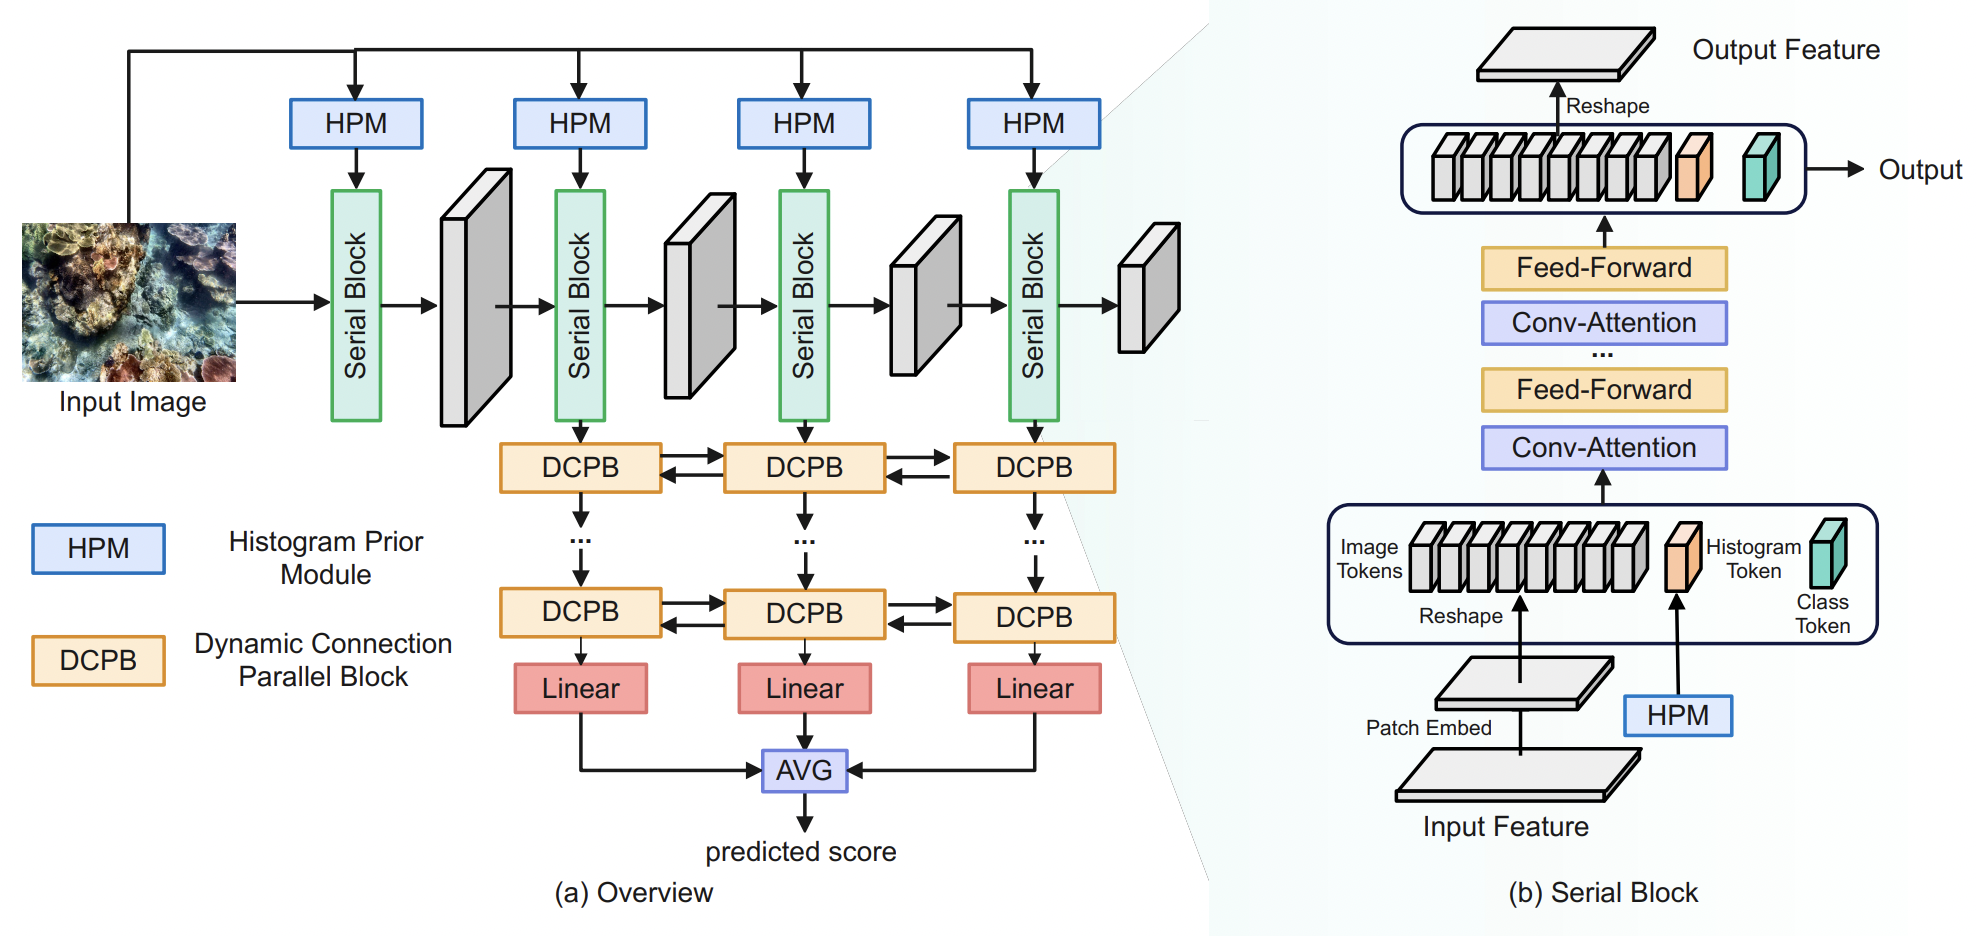 HPM
HPM
HPM
HPM
Serial Block
Serial Block
Serial Block
Serial Block
Input Image
DCPB
DCPB
DCPB
...
...
...
DCPB
DCPB
DCPB
Linear
Linear
Linear
AVG
predicted score
HPM
Histogram Prior
Module
DCPB
Dynamic Connection
Parallel Block
(a) Overview
Output Feature
Reshape
Output
Feed-Forward
Conv-Attention
...
Feed-Forward
Conv-Attention
Image
Tokens
Histogram
Token
Class
Token
Reshape
Patch Embed
HPM
Input Feature
(b) Serial Block